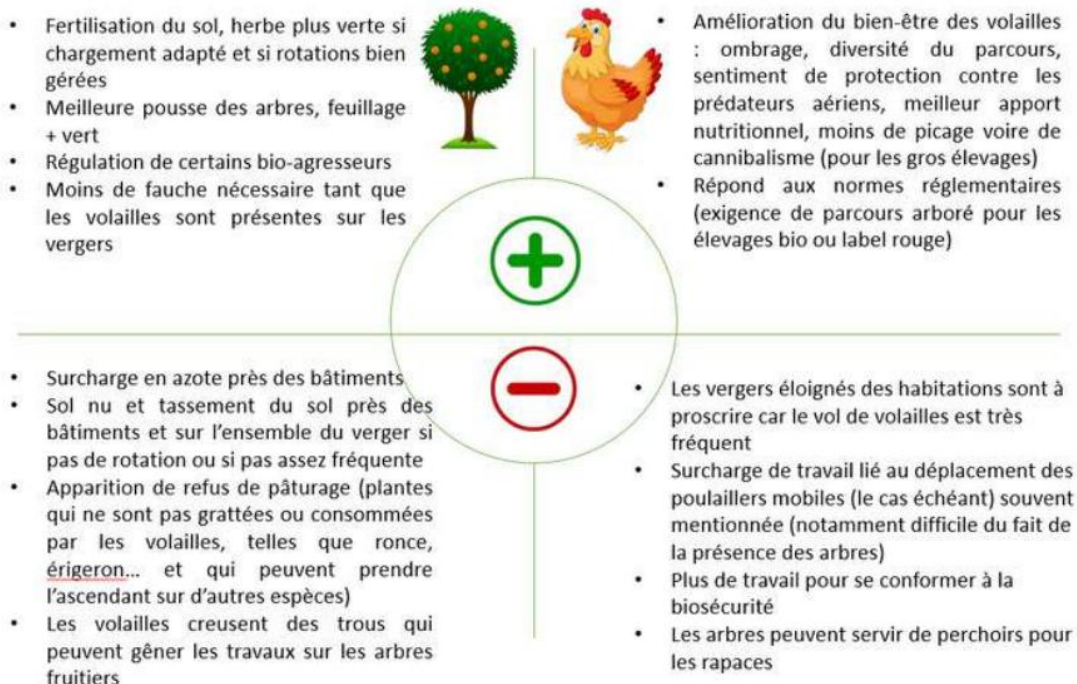 • Fertilisation du sol, herbe plus verte si
chargement adapté et si rotations bien
gérées
• Meilleure pousse des arbres, feuillage
+ vert
• Régulation de certains bio-agresseurs
• Moins de fauche nécessaire tant que
les volailles sont présentes sur les
vergers
• Amélioration du bien-être des volailles
: ombrage, diversité du parcours,
sentiment de protection contre les
prédateurs aériens, meilleur apport
nutritionnel, moins de picage voire de
cannibalisme (pour les gros élevages)
• Répond aux normes réglementaires
(exigence de parcours arboré pour les
élevages bio ou label rouge)
• Surcharge en azote près des bâtiments
• Sol nu et tassement du sol près des
bâtiments et sur l'ensemble du verger si
pas de rotation ou si pas assez fréquente
• Apparition de refus de pâturage (plantes
qui ne sont pas grattées ou consommées
par les volailles, telles que ronce,
érigeron... et qui peuvent prendre
l'ascendant sur d'autres espèces)
• Les volailles creusent des trous qui
peuvent gêner les travaux sur les arbres
fruitiers
• Les vergers éloignés des habitations sont à
proscrire car le vol de volailles est très
fréquent
• Surcharge de travail lié au déplacement des
poulaillers mobiles (le cas échéant) souvent
mentionnée (notamment difficile du fait de
la présence des arbres)
• Plus de travail pour se conformer à la
biosécurité
• Les arbres peuvent servir de perchoirs pour
les rapaces